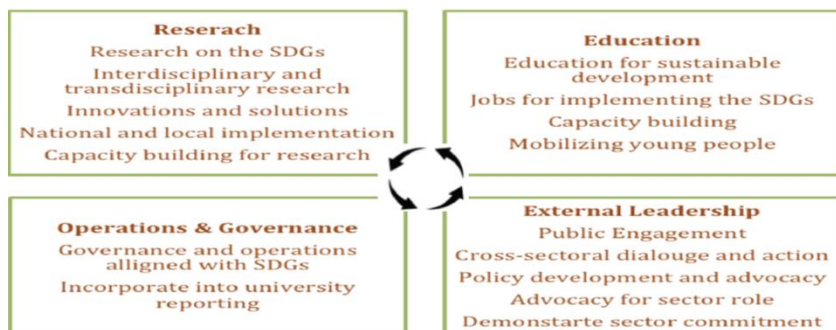 Reserach
Research on the SDGs
Interdisciplinary and
transdisciplinary research
Innovations and solutions
National and local implementation
Capacity building for research
Education
Education for sustainable
development
Jobs for implementing the SDGs
Capacity building
Mobilizing young people
Operations & Governance
Governance and operations
alligned with SDGs
Incorporate into university
reporting
External Leadership
Public Engagement
Cross-sectoral dialouge and action
Policy development and advocacy
Advocacy for sector role
Demonstarte sector commitment